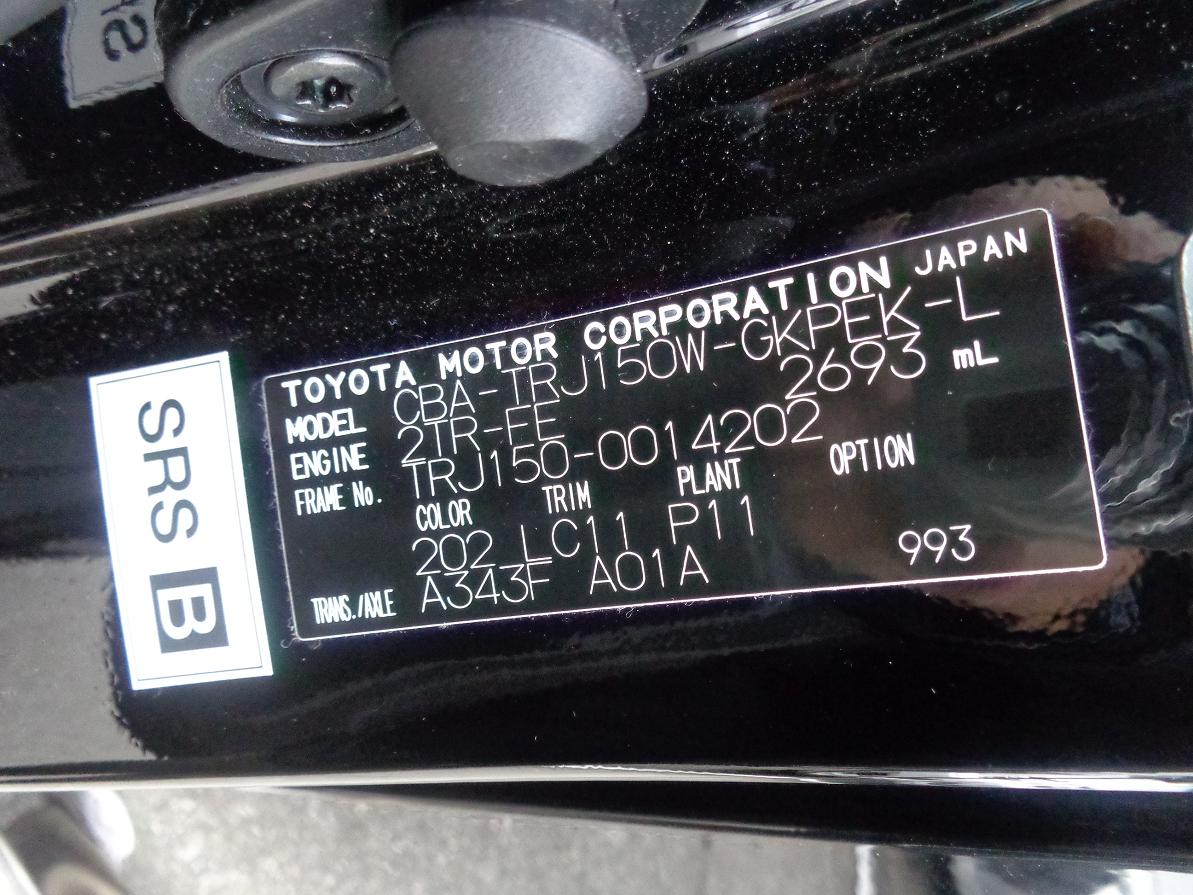 TOYOTA MOTOR CORPORATION JAPAN
MODEL CBA-TRJ150W-GKPEK-L
ENGINE 2TR-FE 2693 mL
FRAME No. TRJ150-0014202
COLOR TRIM PLANT OPTION
202 LC11 P11
TRANS./AXLE A343F A01A 993
SRS B